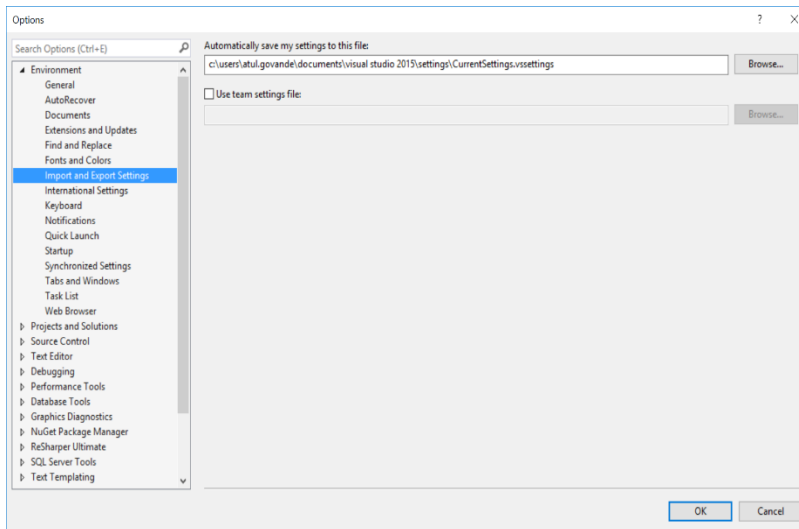 Options
? X
Search Options (Ctrl+E)
Automatically save my settings to this file:
c:\users\atul.govande\documents\visual studio 2015\settings\CurrentSettings.vssettings
Browse...
Use team settings file:
Browse...
Environment
General
AutoRecover
Documents
Extensions and Updates
Find and Replace
Fonts and Colors
Import and Export Settings
International Settings
Keyboard
Notifications
Quick Launch
Startup
Synchronized Settings
Tabs and Windows
Task List
Web Browser
Projects and Solutions
Source Control
Text Editor
Debugging
Performance Tools
Database Tools
Graphics Diagnostics
NuGet Package Manager
ReSharper Ultimate
SQL Server Tools
Text Templating
OK
Cancel